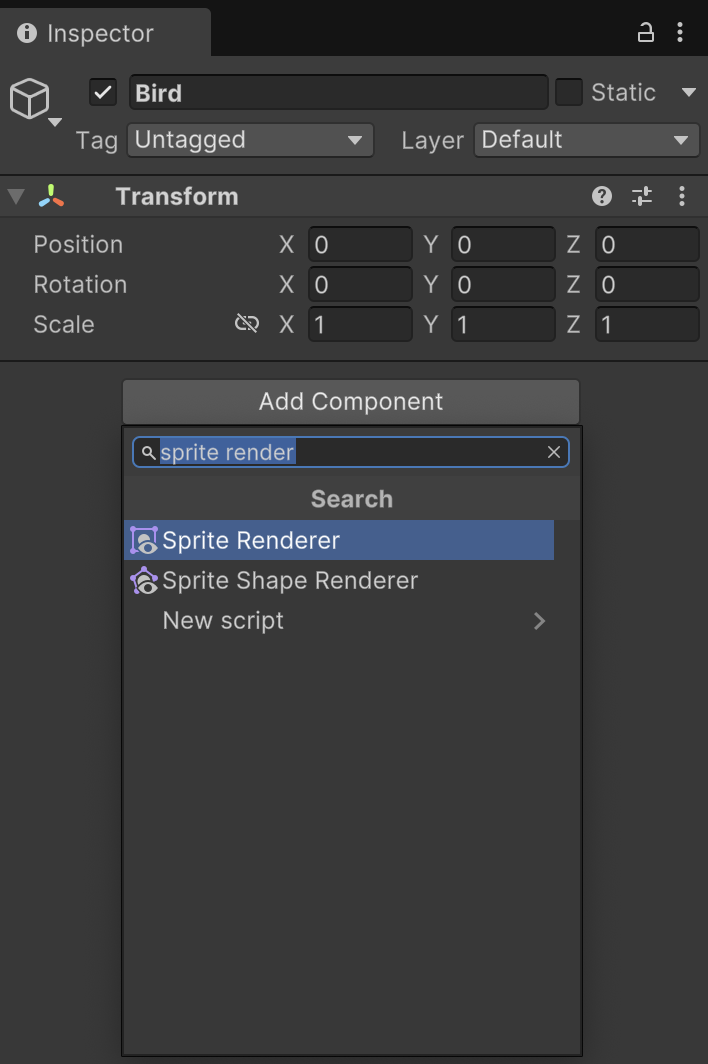 Inspector
Bird
Static
Tag Untagged Layer Default
Transform
Position X 0 Y 0 Z 0
Rotation X 0 Y 0 Z 0
Scale X 1 Y 1 Z 1
Add Component
sprite render
Search
Sprite Renderer
Sprite Shape Renderer
New script